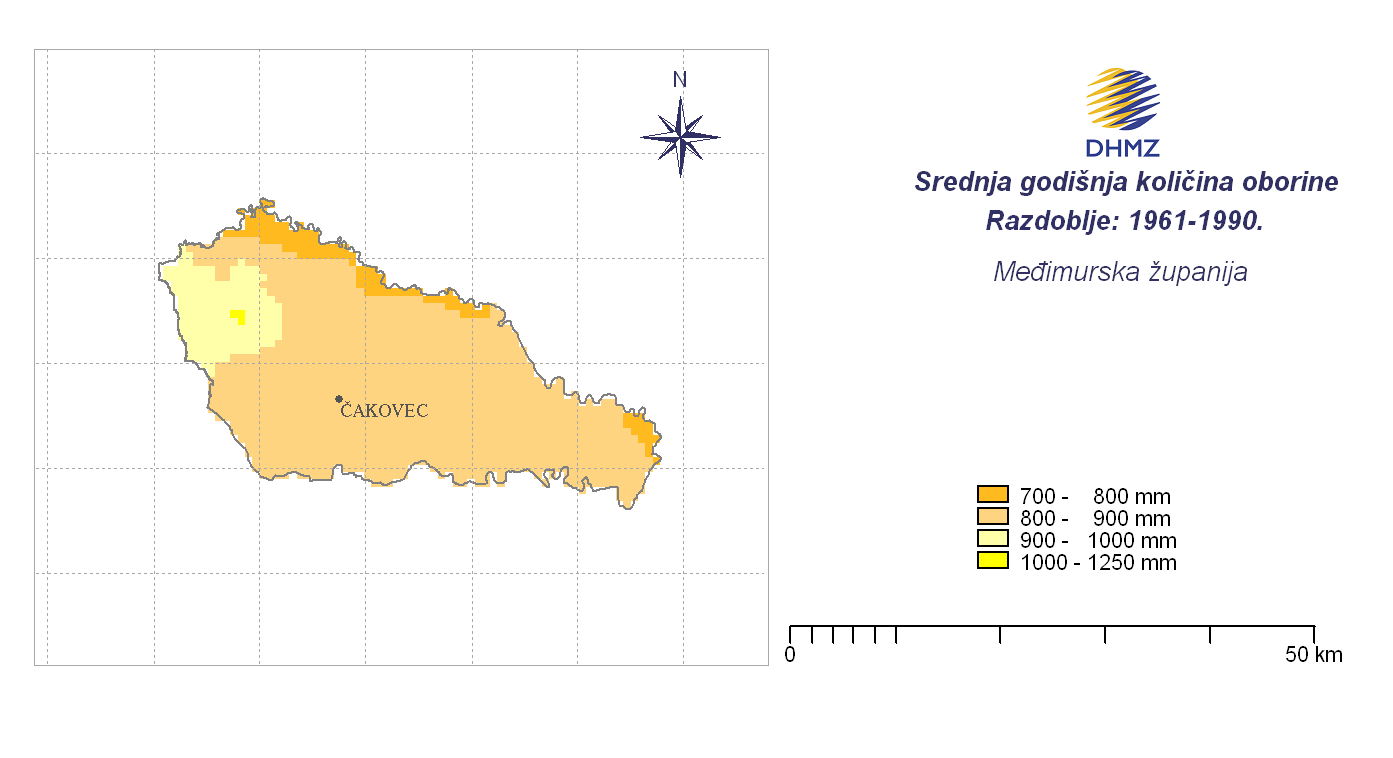 N
DHMZ
Srednja godišnja količina oborine
Razdoblje: 1961-1990.
Međimurska županija
ČAKOVEC
700 - 800 mm
800 - 900 mm
900 - 1000 mm
1000 - 1250 mm
0 50 km